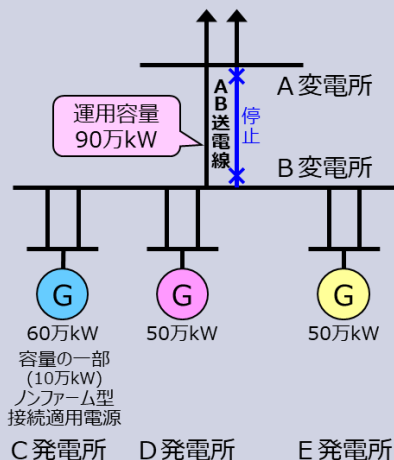 A変電所
AB送電線
停止
運用容量
90万kW
B変電所
G
G
G
60万kW
50万kW
50万kW
容量の一部
(10万kW)
ノンファーム型
接続適用電源
C発電所
D発電所
E発電所